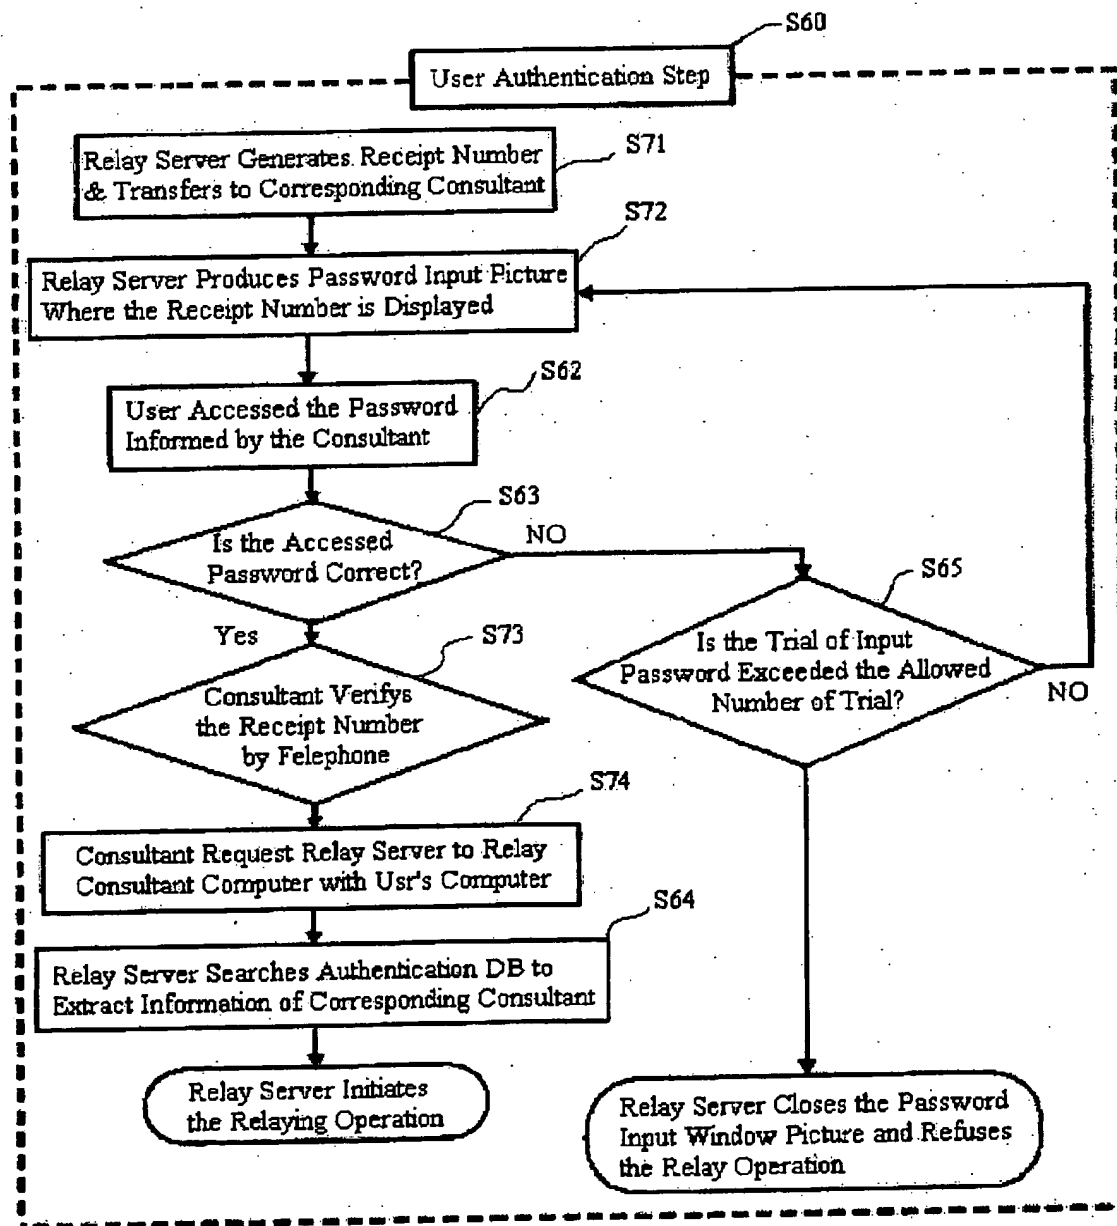 S60
User Authentication Step
S71
Relay Server Generates Receipt Number
& Transfers to Corresponding Consultant
S72
Relay Server Produces Password Input Picture
Where the Receipt Number is Displayed
S62
User Accessed the Password
Informed by the Consultant
S63
Is the Accessed
Password Correct?
NO
S65
Yes
S73
Is the Trial of Input
Password Exceeded the Allowed
Number of Trial?
NO
Consultant Verifys
the Receipt Number
by Felephone
S74
Consultant Request Relay Server to Relay
Consultant Computer with Usr's Computer
S64
Relay Server Searches Authentication DB to
Extract Information of Corresponding Consultant
Relay Server Initiates
the Relaying Operation
Relay Server Closes the Password
Input Window Picture and Refuses
the Relay Operation